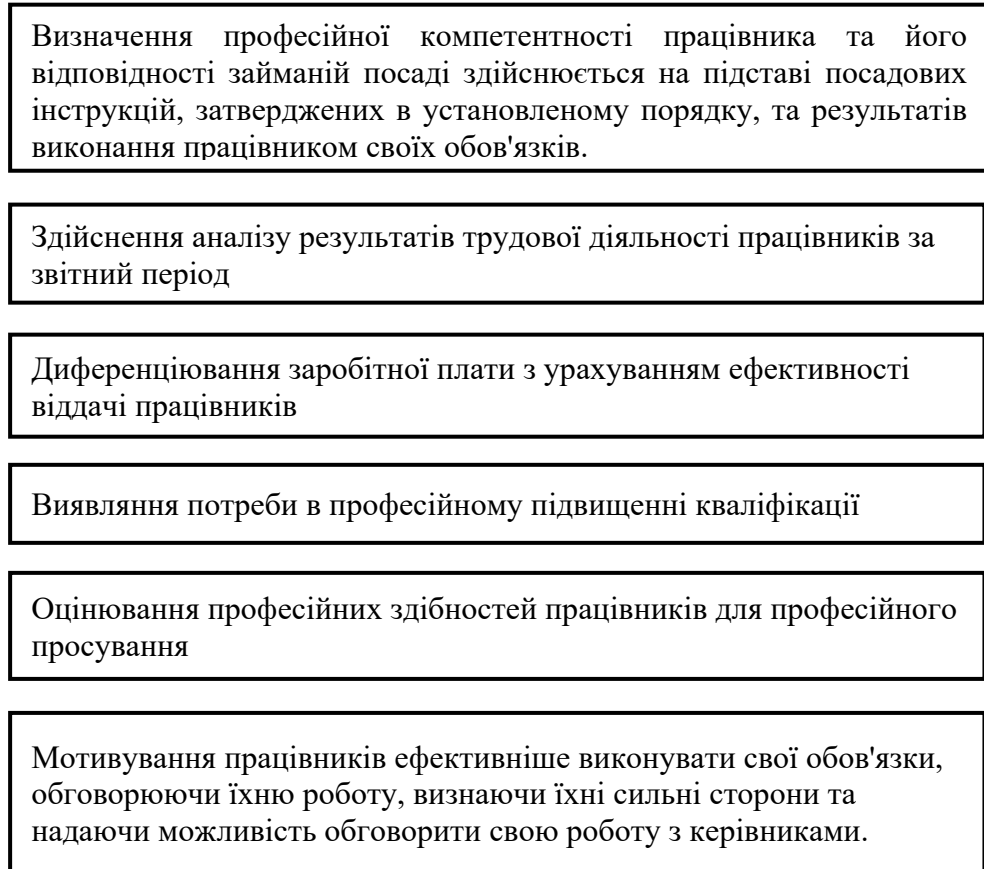 Визначення професійної компетентності працівника та його
відповідності займаній посаді здійснюється на підставі посадових
інструкцій, затверджених в установленому порядку, та результатів
виконання працівником своїх обов'язків.
Здійснення аналізу результатів трудової діяльності працівників за
звітний період
Диференціювання заробітної плати з урахуванням ефективності
віддачі працівників
Виявляння потреби в професійному підвищенні кваліфікації
Оцінювання професійних здібностей працівників для професійного
просування
Мотивування працівників ефективніше виконувати свої обов'язки,
обговорюючи їхню роботу, визнаючи їхні сильні сторони та
надаючи можливість обговорити свою роботу з керівниками.